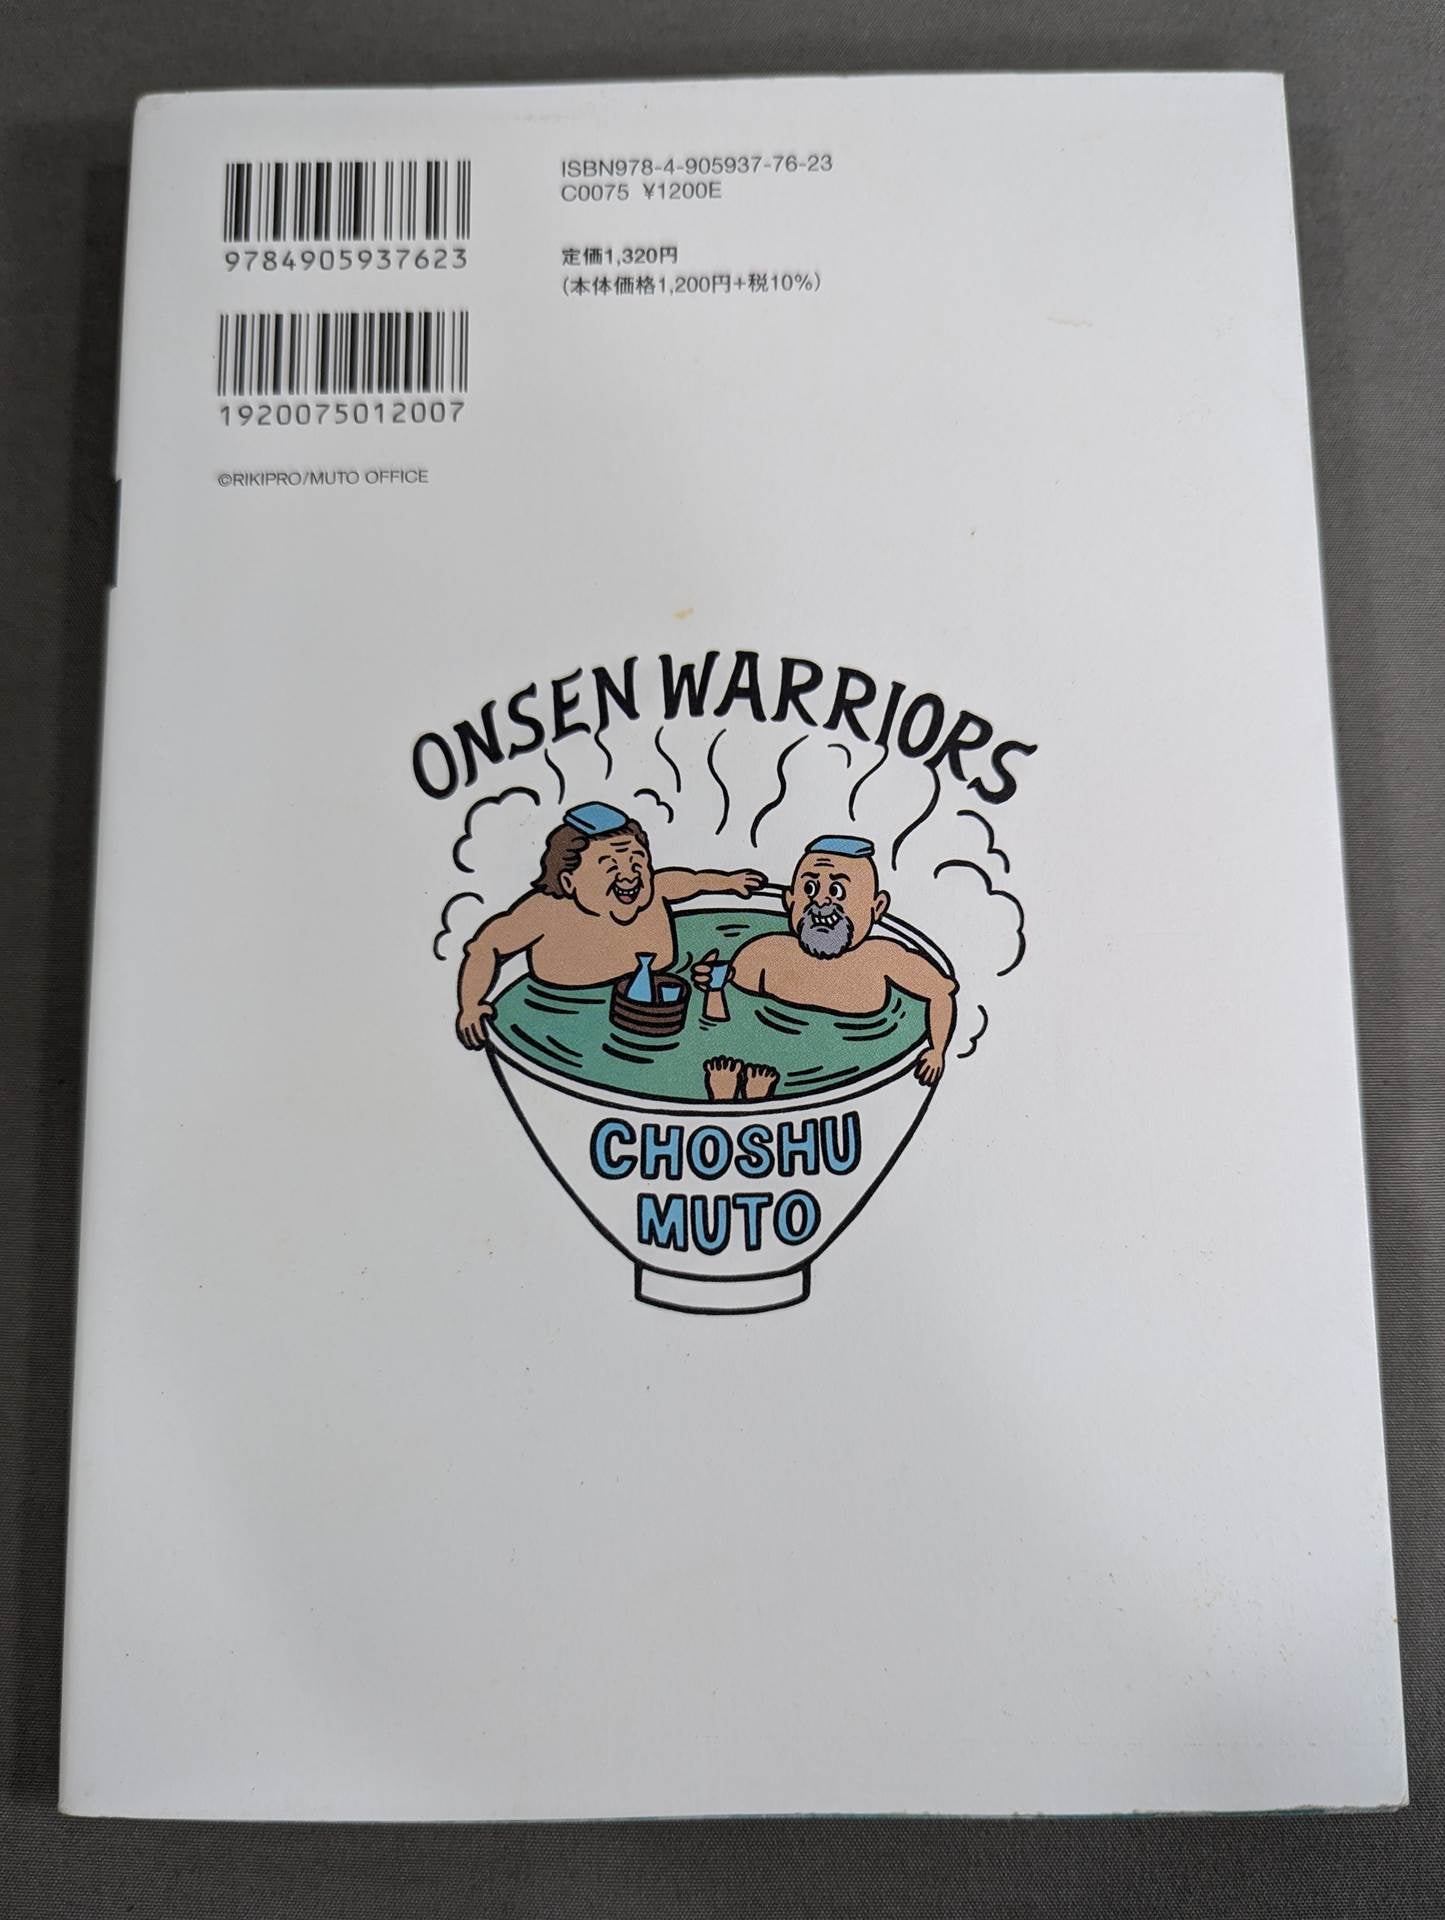 ISBN978-4-905937-76-23
C0075 ¥1200E
定価1,320円
(本体価格1,200円+税10%)
9784905937623
1920075012007
©RIKIPRO/MUTO OFFICE
ONSEN WARRIORS
CHOSHU
MUTO